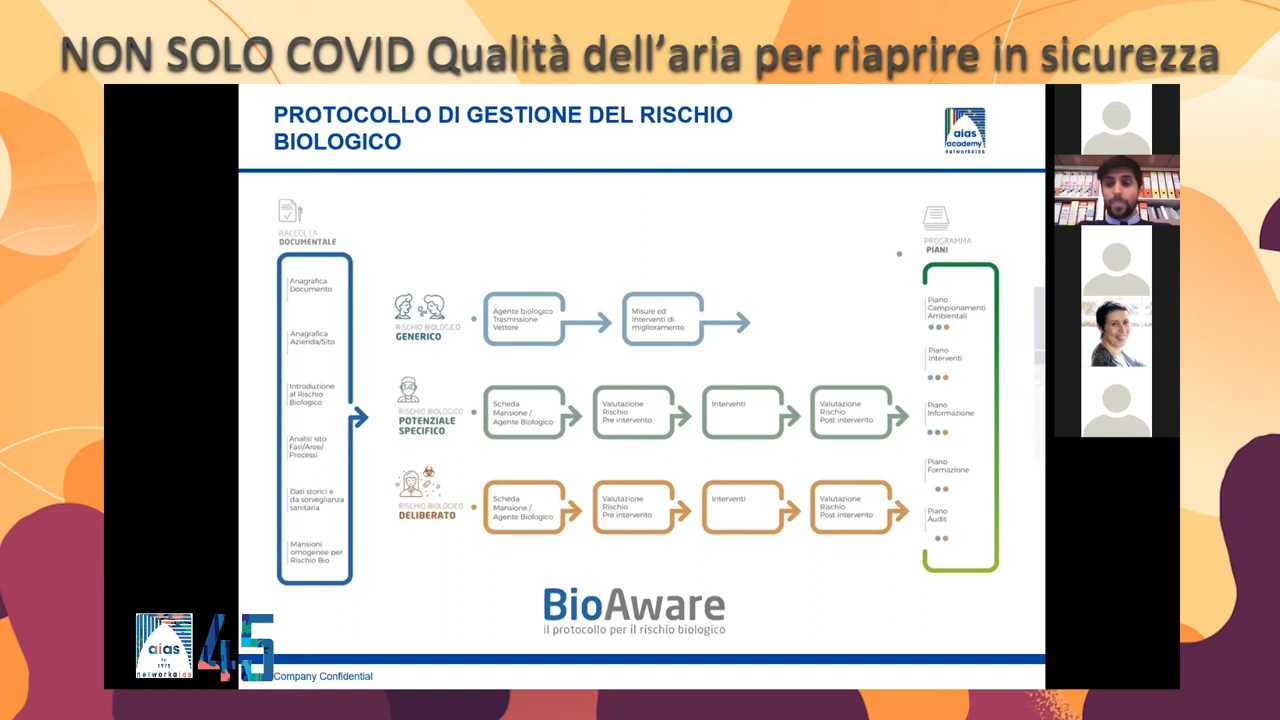 NON SOLO COVID Qualità dell'aria per riaprire in sicurezza
PROTOCOLLO DI GESTIONE DEL RISCHIO
BIOLOGICO
aias
academy
networkaias
RACCOLTA
DOCUMENTALE
Anagrafica
Documento
Anagrafica
Azienda/Sito
Introduzione
al Rischio
Biologico
Analisi sito
Fasi/Aree/
Processi
Dati storici e
da sorveglianza
sanitaria
Mansioni
omogenee per
Rischio Bio
RISCHIO BIOLOGICO
GENERICO
Agente biologico
Trasmissione
Vettore
Misure ed
Interventi di
miglioramento
RISCHIO BIOLOGICO
POTENZIALE
SPECIFICO
Scheda
Mansione /
Agente Biologico
Valutazione
Rischio
Pre intervento
Interventi
Valutazione
Rischio
Post intervento
RISCHIO BIOLOGICO
DELIBERATO
Scheda
Mansione /
Agente Biologico
Valutazione
Rischio
Pre intervento
Interventi
Valutazione
Rischio
Post intervento
PROGRAMMA
PIANI
Piano
Campionamenti
Ambientali
Piano
Interventi
Piano
Informazione
Piano
Formazione
Piano
Audit
BioAware
il protocollo per il rischio biologico
aias
dal
1975
networkaias
45
Company Confidential